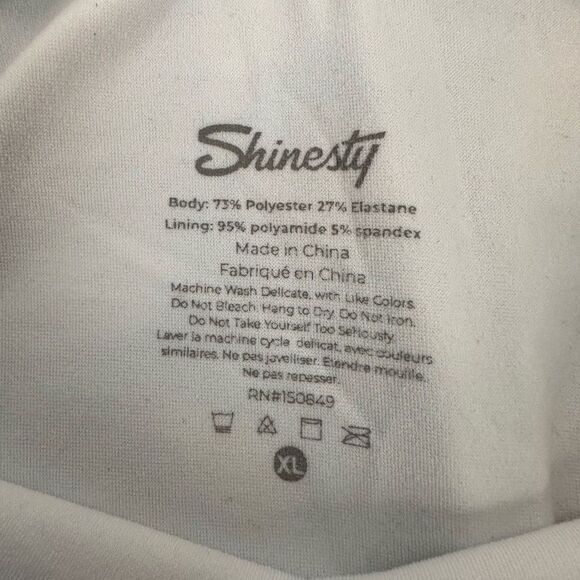 Shinesty
Body: 73% Polyester 27% Elastane
Lining: 95% polyamide 5% spandex
Made in China
Fabriqué en China
Machine Wash Delicate, with Like Colors.
Do Not Bleach. Hang to Dry. Do Not Iron.
Do Not Take Yourself Too Seriously.
Laver la machine cycle delicat, avec couleurs
similaires. Ne pas javelliser. Etendre mouille.
Ne pas repasser.
RN#150849
XL